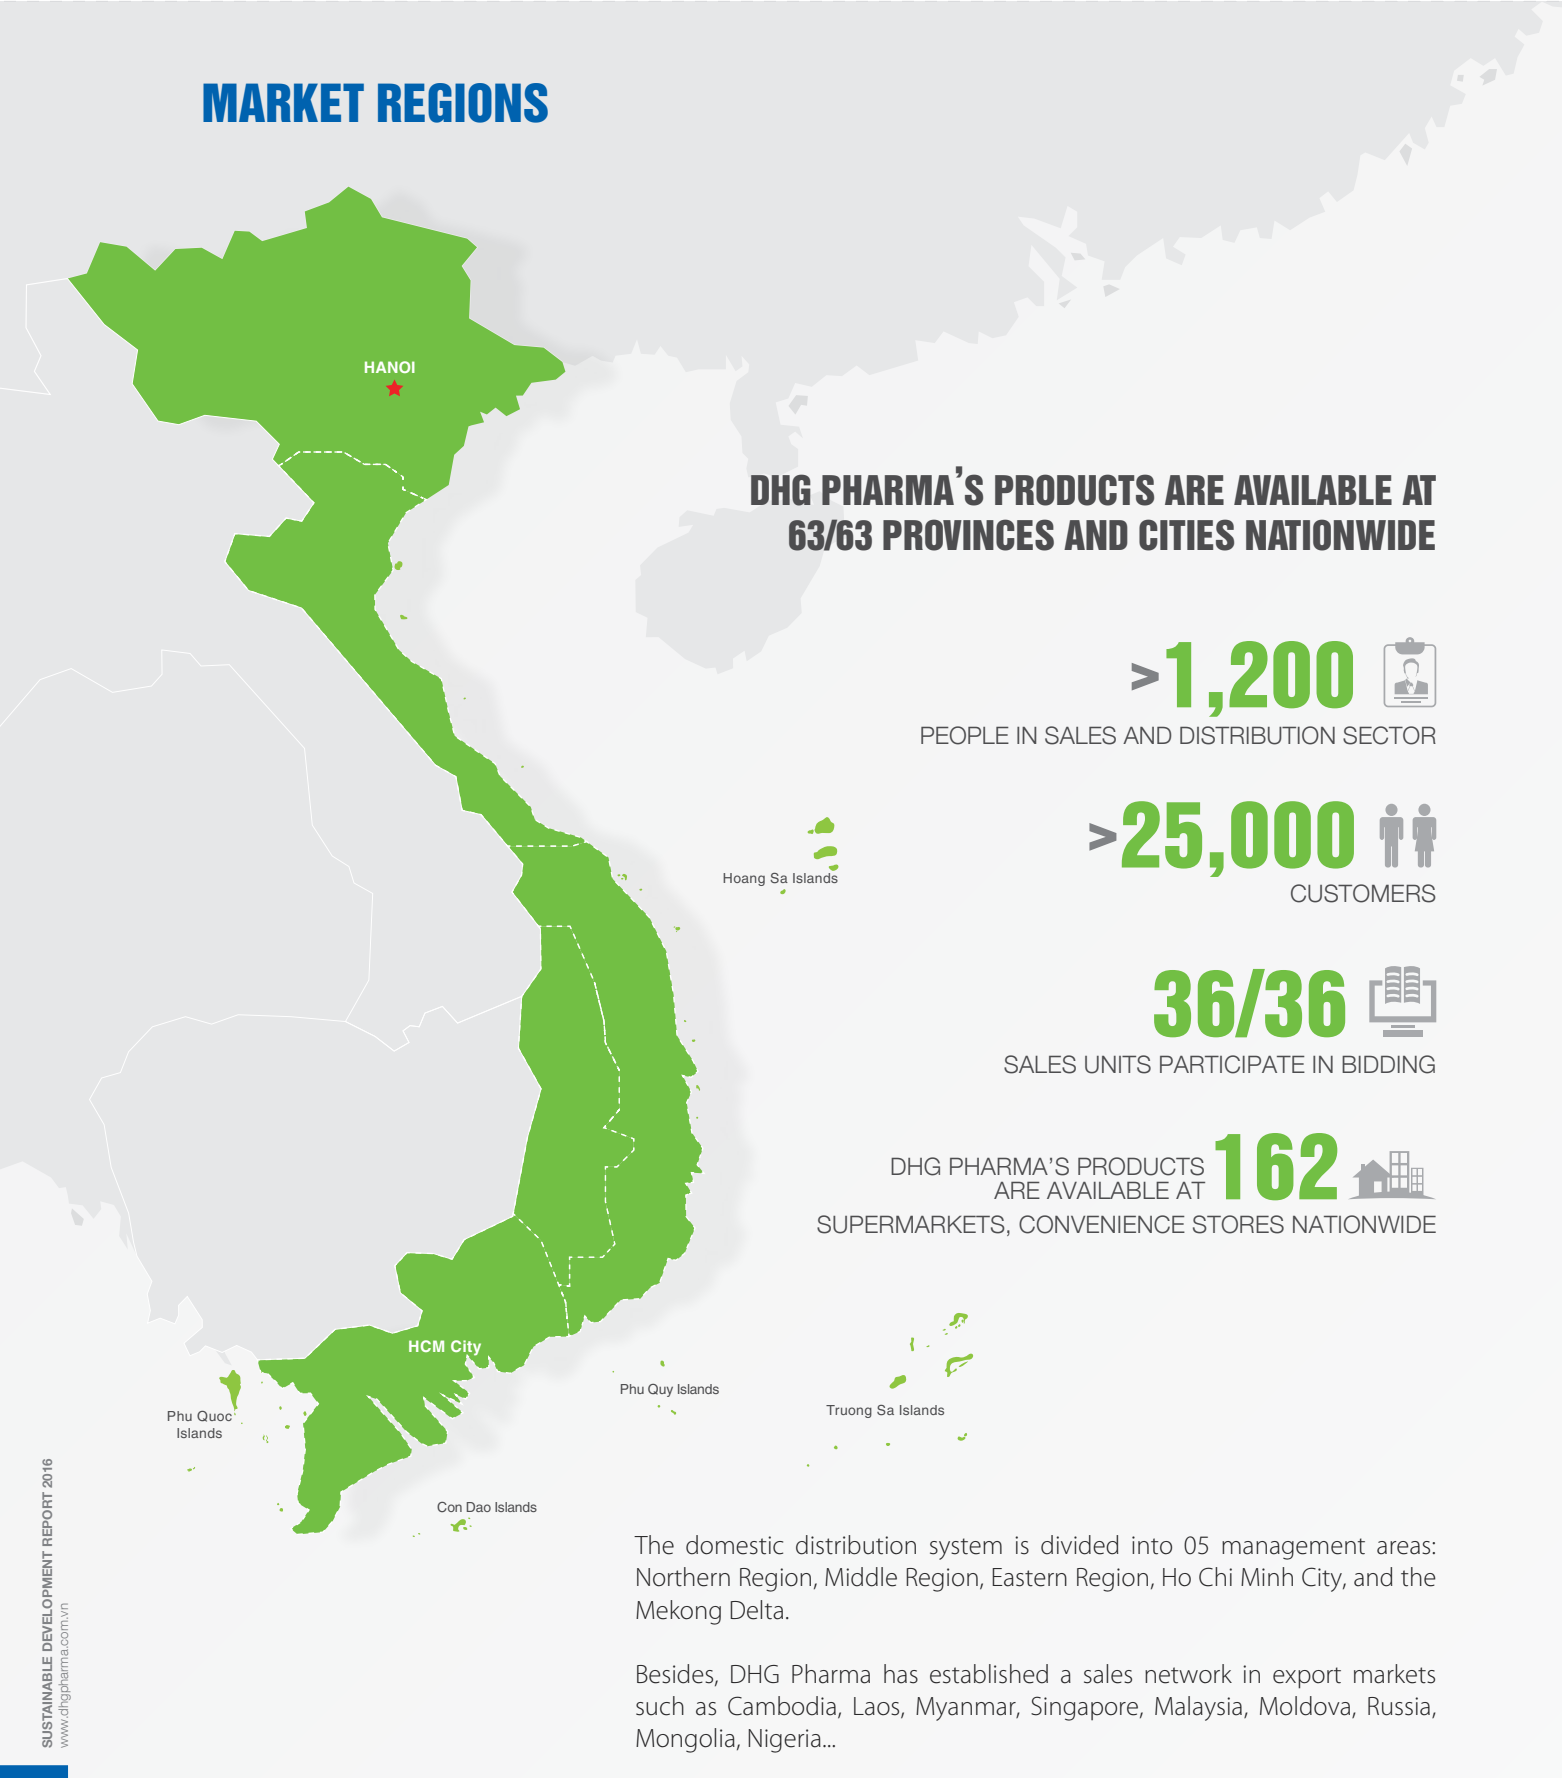 MARKET REGIONS
HANOI
DHG PHARMA'S PRODUCTS ARE AVAILABLE AT
63/63 PROVINCES AND CITIES NATIONWIDE
>1,200
PEOPLE IN SALES AND DISTRIBUTION SECTOR
>25,000
CUSTOMERS
Hoang Sa Islands
36/36
SALES UNITS PARTICIPATE IN BIDDING
DHG PHARMA'S PRODUCTS
ARE AVAILABLE AT 162
SUPERMARKETS, CONVENIENCE STORES NATIONWIDE
HCM City
Phu Quy Islands
Phu Quoc
Islands
Truong Sa Islands
Con Dao Islands
The domestic distribution system is divided into 05 management areas:
Northern Region, Middle Region, Eastern Region, Ho Chi Minh City, and the
Mekong Delta.
Besides, DHG Pharma has established a sales network in export markets
such as Cambodia, Laos, Myanmar, Singapore, Malaysia, Moldova, Russia,
Mongolia, Nigeria...
SUSTAINABLE DEVELOPMENT REPORT 2016
www.dhgpharma.com.vn